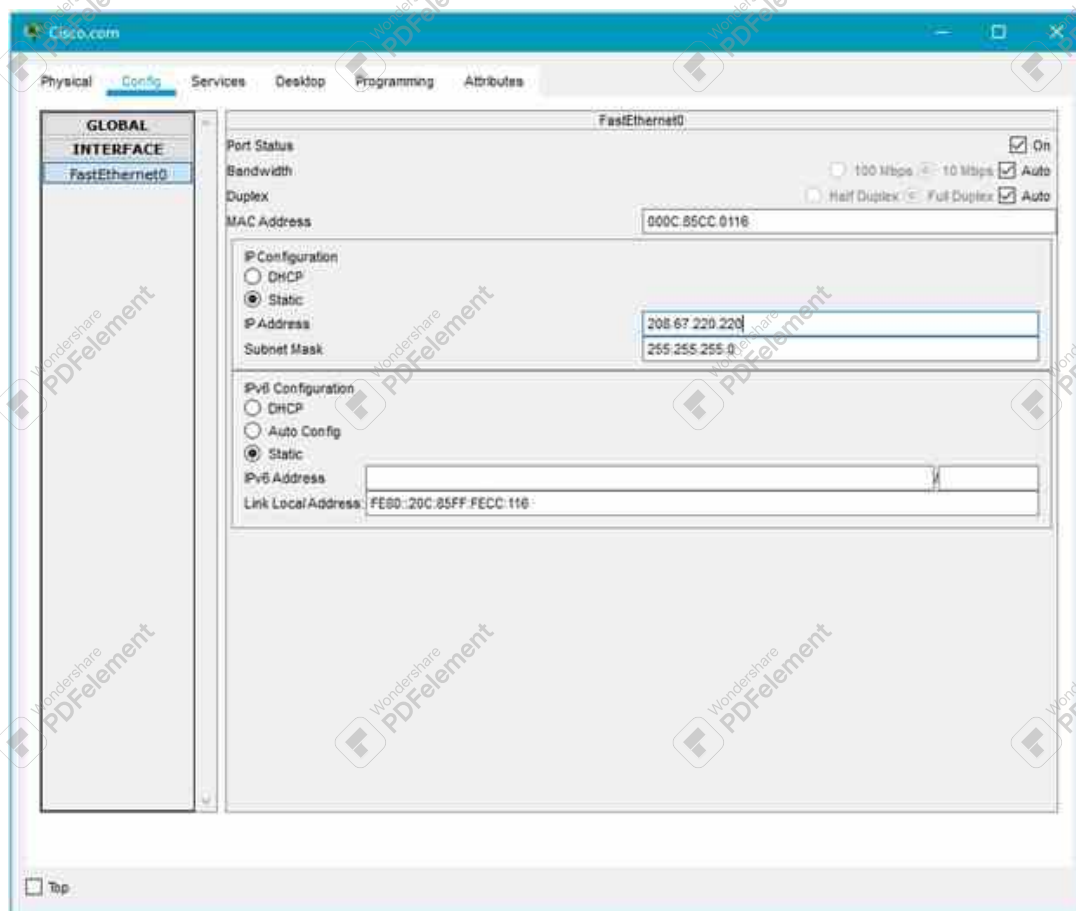 Cisco.com
Physical Config Services Desktop Programming Attributes
GLOBAL
INTERFACE
FastEthernet0
FastEthernet0
Port Status On
Bandwidth 100 Mbps 10 Mbps Auto
Duplex Half Duplex Full Duplex Auto
MAC Address 000C.85CC.0116
IP Configuration
DHCP
Static
IP Address 208.67.220.220
Subnet Mask 255.255.255.0
IPv6 Configuration
DHCP
Auto Config
Static
IPv6 Address /
Link Local Address: FE80::20C:85FF:FECC:116
Top
Wondershare
PDFelement